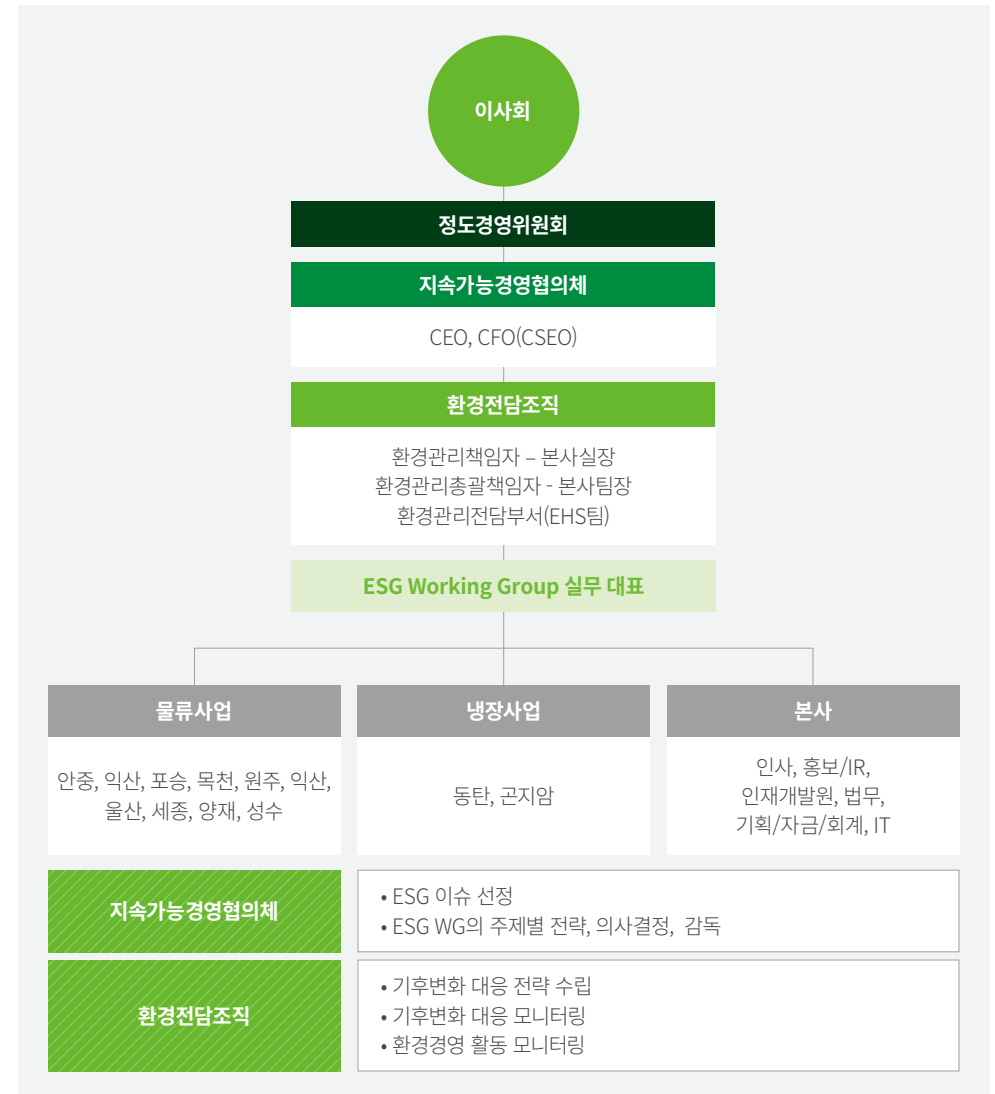 이사회
정도경영위원회
지속가능경영협의체
CEO, CFO(CSEO)
환경전담조직
환경관리책임자 – 본사실장
환경관리총괄책임자 - 본사팀장
환경관리전담부서(EHS팀)
ESG Working Group 실무 대표
물류사업
안중, 익산, 포승, 목천, 원주, 익산,
울산, 세종, 양재, 성수
냉장사업
동탄, 곤지암
본사
인사, 홍보/IR,
인재개발원, 법무,
기획/자금/회계, IT
지속가능경영협의체
• ESG 이슈 선정
• ESG WG의 주제별 전략, 의사결정, 감독
환경전담조직
• 기후변화 대응 전략 수립
• 기후변화 대응 모니터링
• 환경경영 활동 모니터링